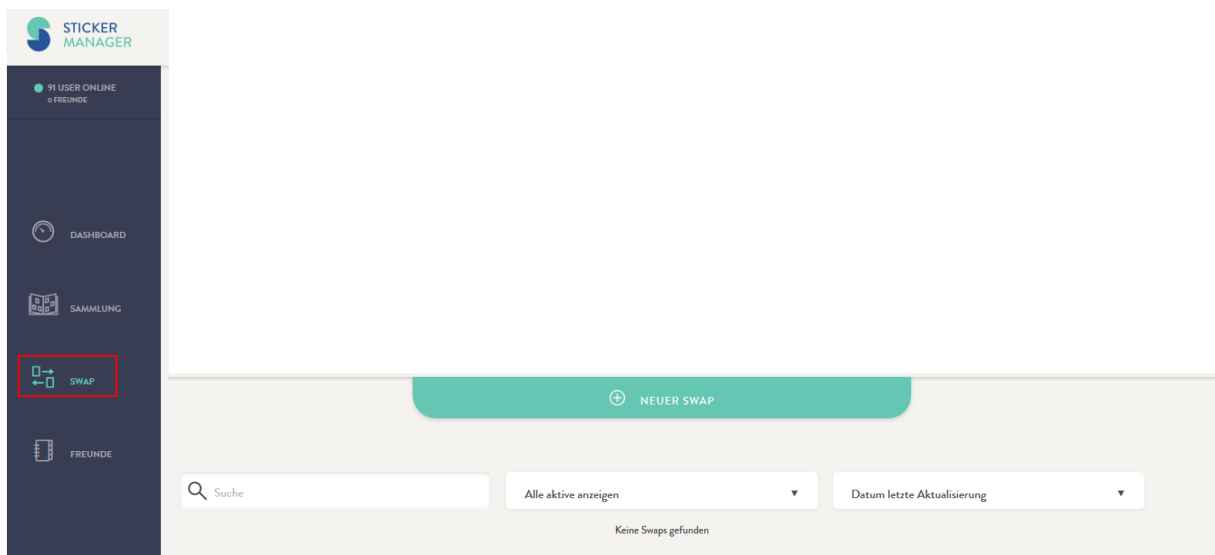 STICKER
MANAGER
91 USER ONLINE
0 FREUNDE
DASHBOARD
SAMMLUNG
SWAP
FREUNDE
NEUER SWAP
Suche
Alle aktive anzeigen
Datum letzte Aktualisierung
Keine Swaps gefunden